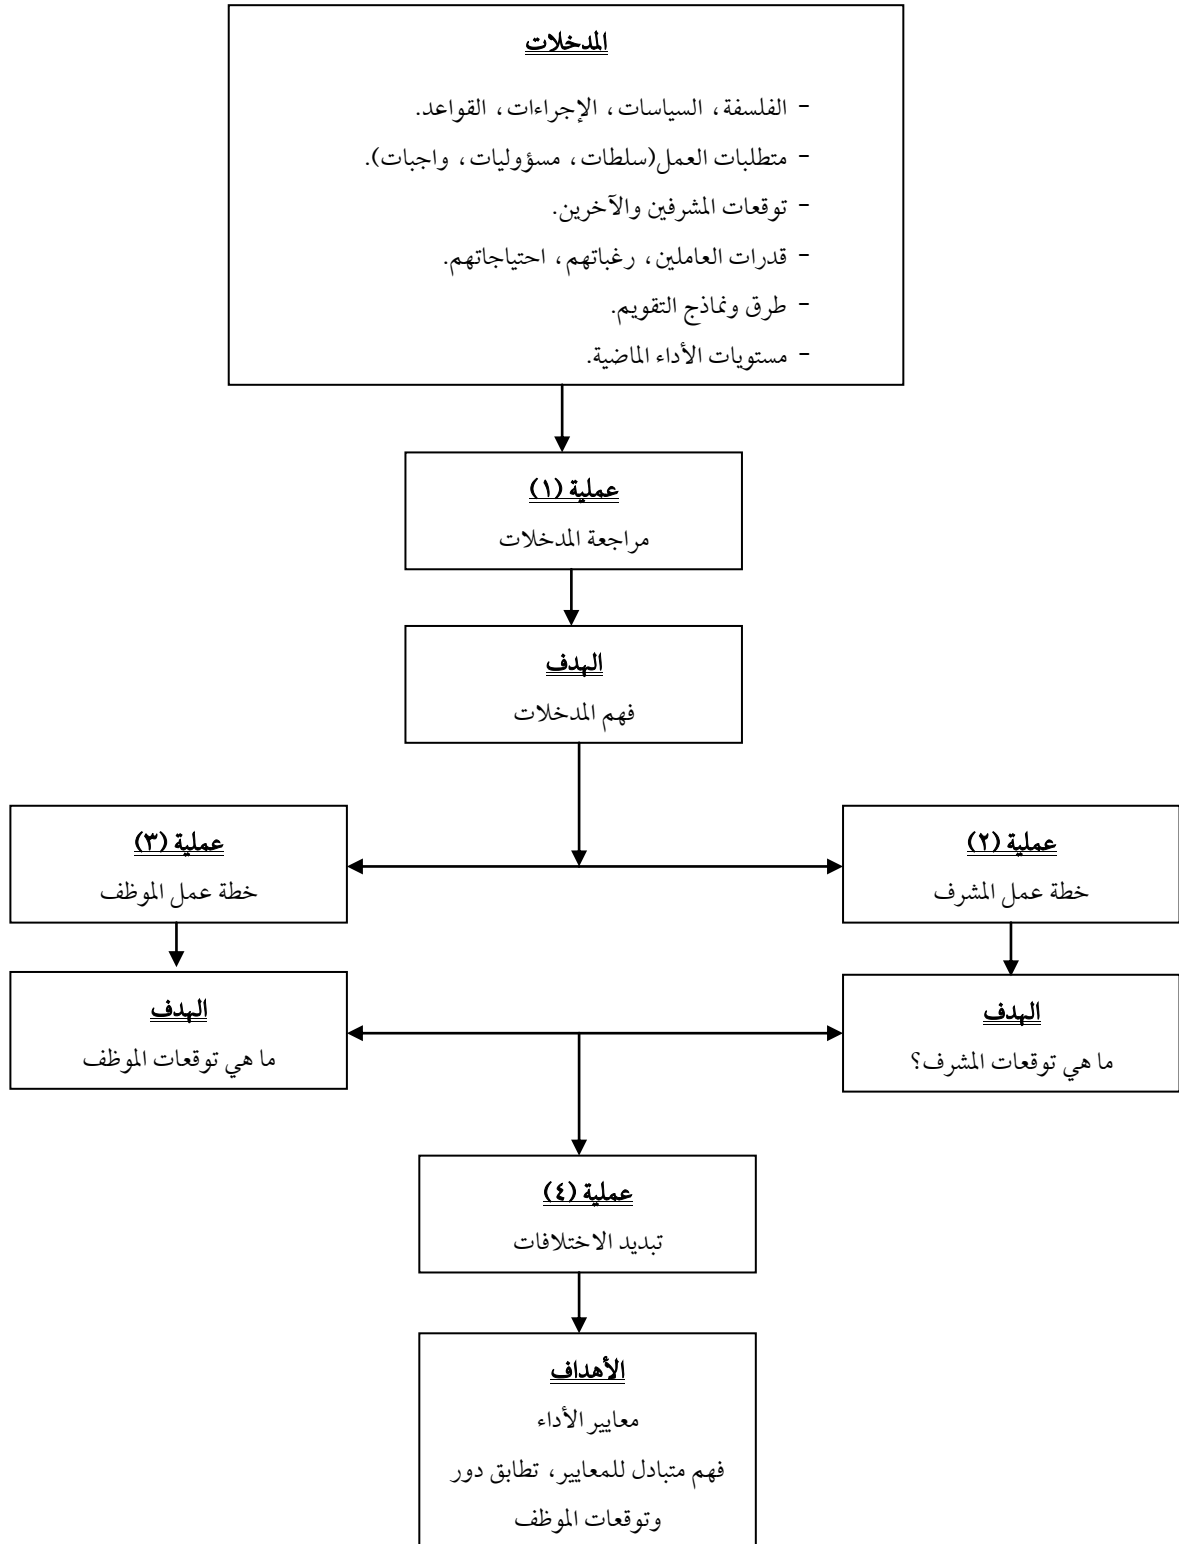 المدخلات
- الفلسفة، السياسات، الإجراءات، القواعد.
- متطلبات العمل(سلطات، مسؤوليات، واجبات).
- توقعات المشرفين والآخرين.
- قدرات العاملين، رغباتهم، احتياجاتهم.
- طرق ونماذج التقويم.
- مستويات الأداء الماضية.
عملية (١)
مراجعة المدخلات
الهدف
فهم المدخلات
عملية (٢)
خطة عمل المشرف
عملية (٣)
خطة عمل الموظف
الهدف
ما هي توقعات المشرف؟
الهدف
ما هي توقعات الموظف
عملية (٤)
تبديد الاختلافات
الأهداف
معايير الأداء
فهم متبادل للمعايير، تطابق دور
وتوقعات الموظف